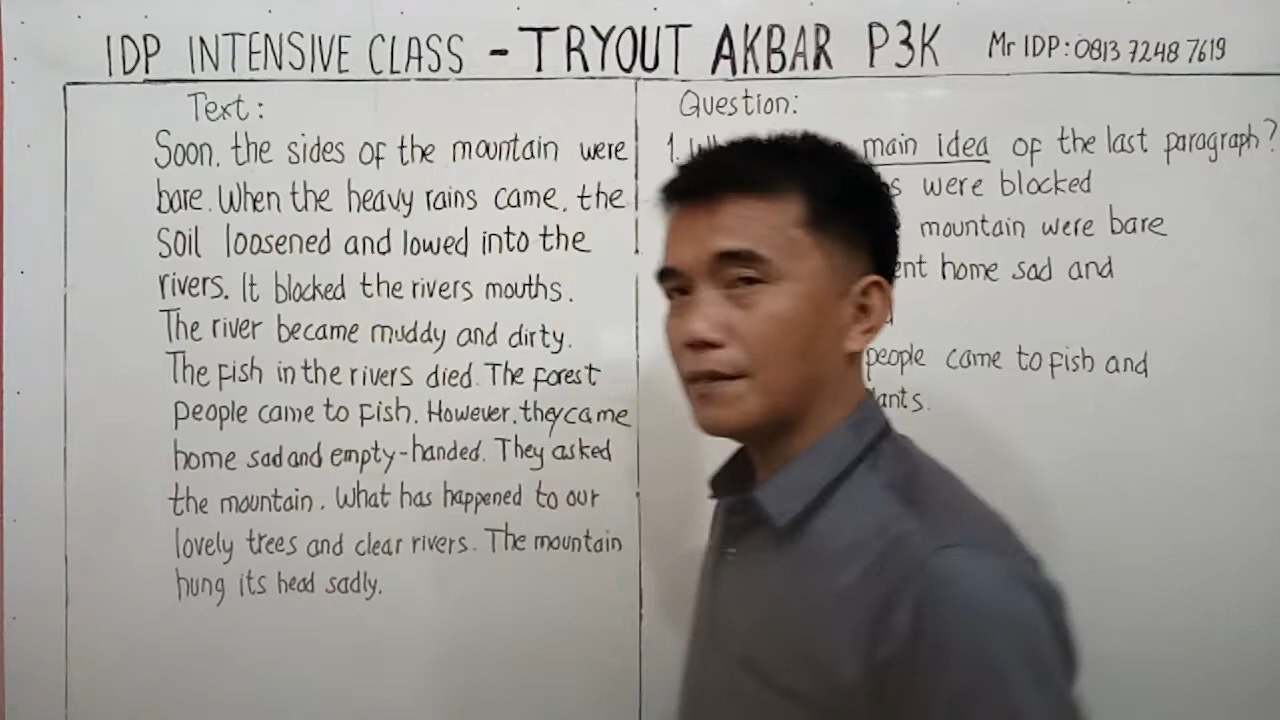 IDP INTENSIVE CLASS - TRYOUT AKBAR P3K Mr IDP: 0813 7248 7619
Text:
Soon, the sides of the mountain were
bare. When the heavy rains came, the
soil loosened and lowed into the
rivers. It blocked the rivers mouths.
The river became muddy and dirty.
The fish in the rivers died. The forest
people came to fish. However, they came
home sad and empty-handed. They asked
the mountain. What has happened to our
lovely trees and clear rivers. The mountain
hung its head sadly.
Question:
1. main idea of the last paragraph?
were blocked
mountain were bare
home sad and
people came to fish and